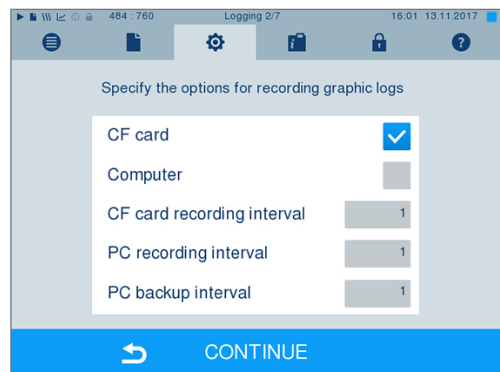 484 : 760 Logging 2/7 16:01 13.11.2017
i ?
Specify the options for recording graphic logs
CF card
Computer
CF card recording interval 1
PC recording interval 1
PC backup interval 1
CONTINUE